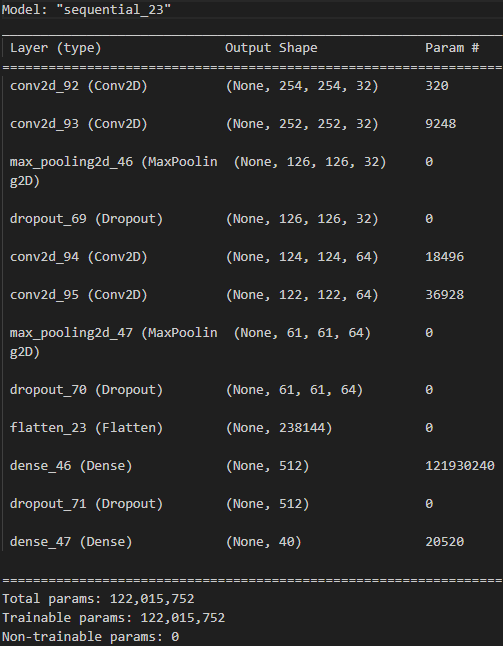 Model: "sequential_23"
_________________________________________________________________
Layer (type)                Output Shape              Param #
=================================================================
conv2d_92 (Conv2D)          (None, 254, 254, 32)      320
conv2d_93 (Conv2D)          (None, 252, 252, 32)      9248
max_pooling2d_46 (MaxPoolin  (None, 126, 126, 32)     0
g2D)
dropout_69 (Dropout)        (None, 126, 126, 32)      0
conv2d_94 (Conv2D)          (None, 124, 124, 64)      18496
conv2d_95 (Conv2D)          (None, 122, 122, 64)      36928
max_pooling2d_47 (MaxPoolin  (None, 61, 61, 64)       0
g2D)
dropout_70 (Dropout)        (None, 61, 61, 64)        0
flatten_23 (Flatten)        (None, 238144)            0
dense_46 (Dense)            (None, 512)               121930240
dropout_71 (Dropout)        (None, 512)               0
dense_47 (Dense)            (None, 40)                20520
=================================================================
Total params: 122,015,752
Trainable params: 122,015,752
Non-trainable params: 0